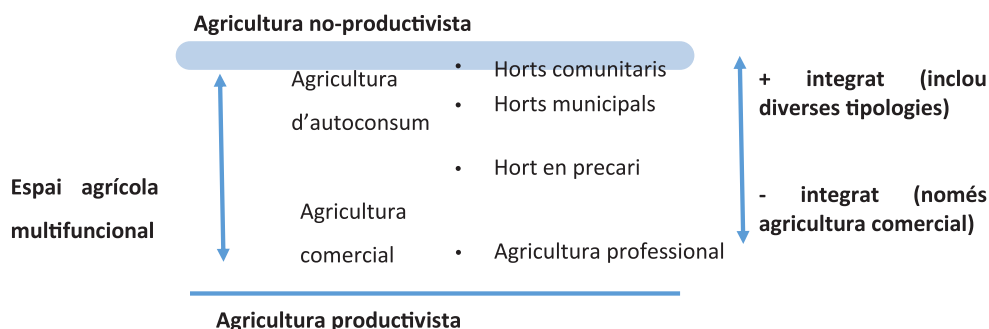 Agricultura no-productivista
Espai agrícola
multifuncional
Agricultura
d’autoconsum
Agricultura
comercial
• Horts comunitaris
• Horts municipals
• Hort en precari
• Agricultura professional
+ integrat (inclou
diverses tipologies)
- integrat (només
agricultura comercial)
Agricultura productivista